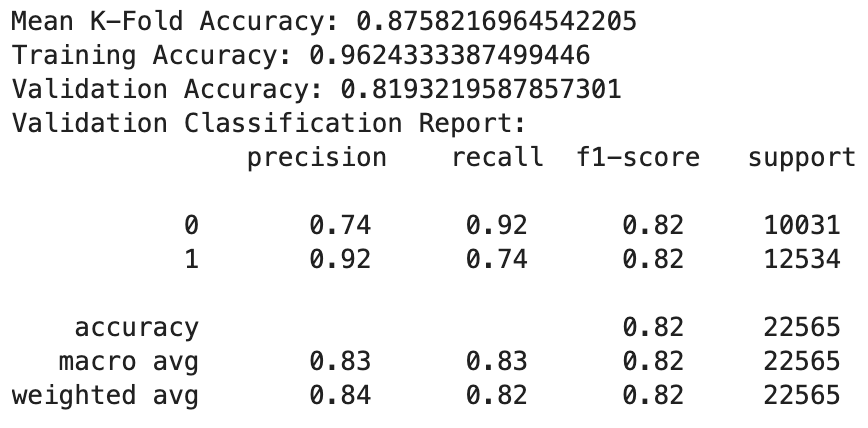 Mean K-Fold Accuracy: 0.8758216964542205
Training Accuracy: 0.9624333387499446
Validation Accuracy: 0.8193219587857301
Validation Classification Report:
precision recall f1-score support
0 0.74 0.92 0.82 10031
1 0.92 0.74 0.82 12534
accuracy 0.82 22565
macro avg 0.83 0.83 0.82 22565
weighted avg 0.84 0.82 0.82 22565